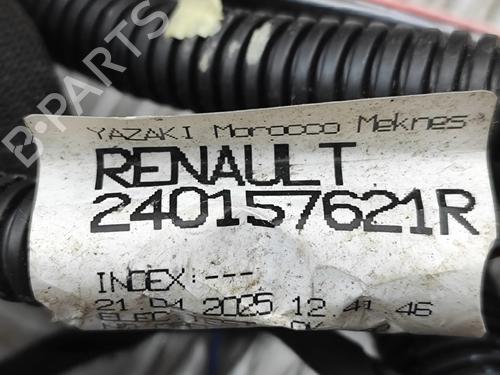 B-PARTS
YAZAKI Morocco Meknes
RENAULT
240157621R
INDEX:---
21.04.2025 12.41.46